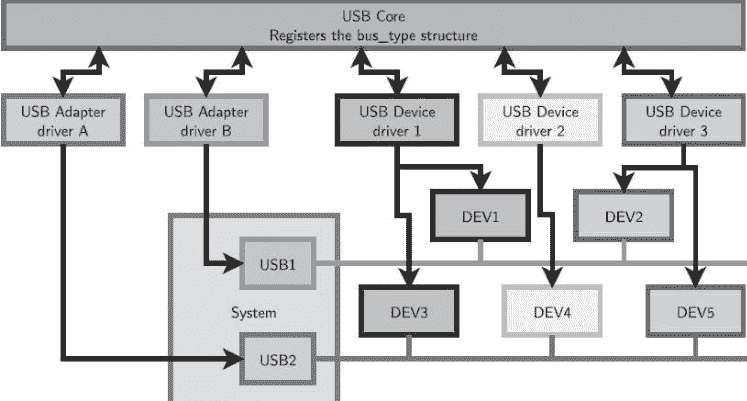 USB Core
Registers the bus_type structure
USB Adapter
driver A
USB Adapter
driver B
USB Device
driver 1
USB Device
driver 2
USB Device
driver 3
DEV1
DEV2
USB1
System
DEV3
DEV4
DEV5
USB2